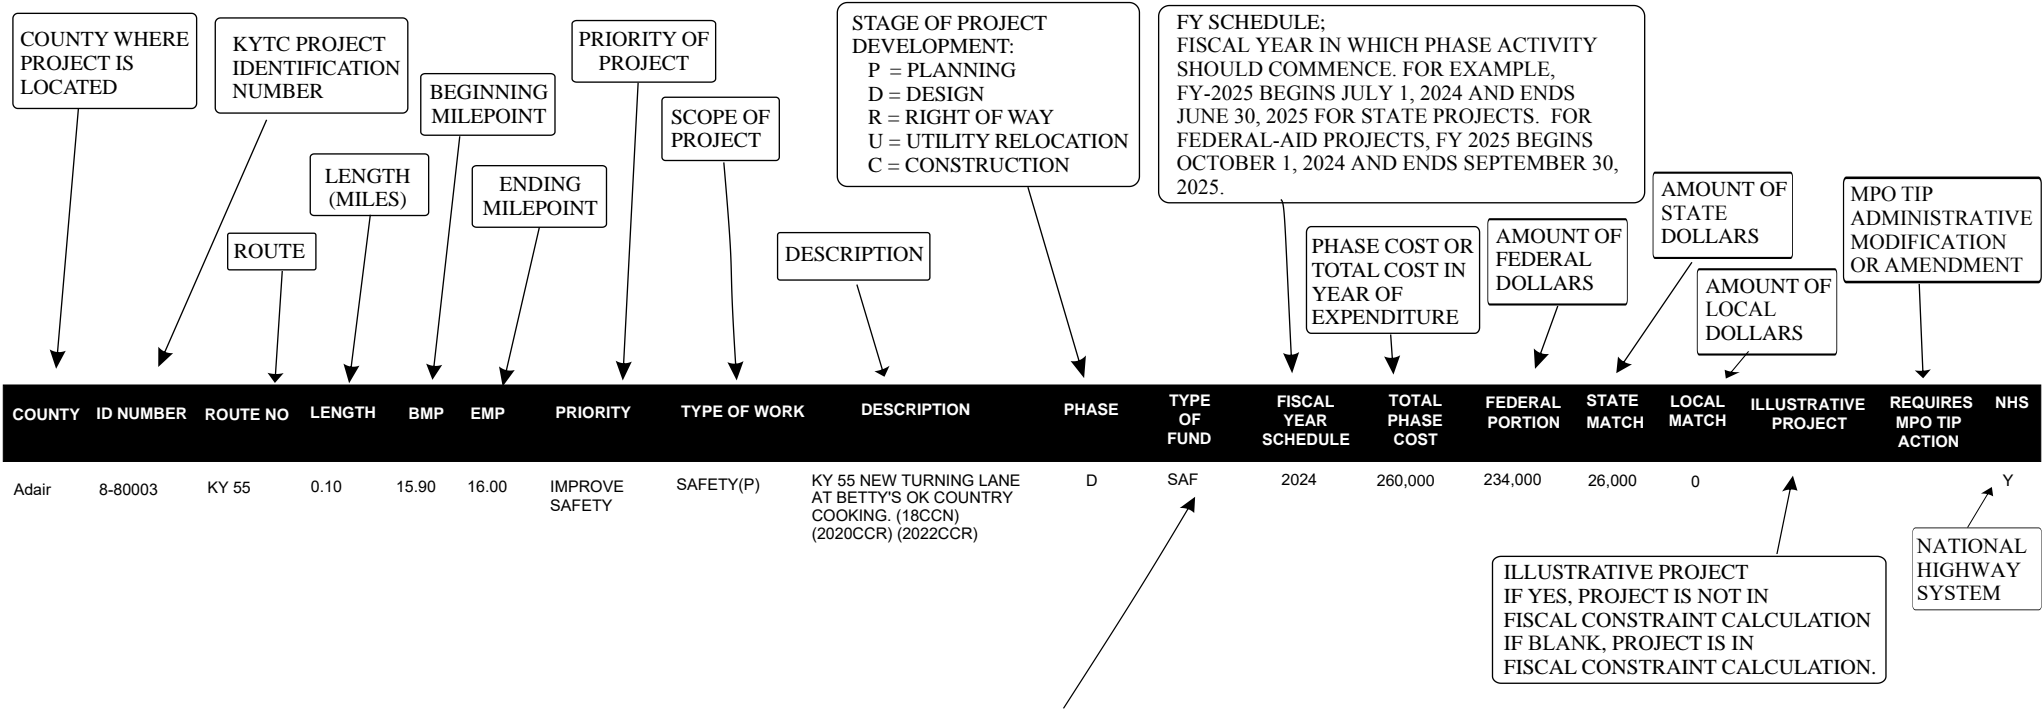 COUNTY WHERE
PROJECT IS
LOCATED
KYTC PROJECT
IDENTIFICATION
NUMBER
ROUTE
LENGTH
(MILES)
BEGINNING
MILEPOINT
ENDING
MILEPOINT
PRIORITY OF
PROJECT
SCOPE OF
PROJECT
DESCRIPTION
STAGE OF PROJECT
DEVELOPMENT:
P = PLANNING
D = DESIGN
R = RIGHT OF WAY
U = UTILITY RELOCATION
C = CONSTRUCTION
FY SCHEDULE;
FISCAL YEAR IN WHICH PHASE ACTIVITY
SHOULD COMMENCE. FOR EXAMPLE,
FY-2025 BEGINS JULY 1, 2024 AND ENDS
JUNE 30, 2025 FOR STATE PROJECTS. FOR
FEDERAL-AID PROJECTS, FY 2025 BEGINS
OCTOBER 1, 2024 AND ENDS SEPTEMBER 30,
2025.
PHASE COST OR
TOTAL COST IN
YEAR OF
EXPENDITURE
AMOUNT OF
FEDERAL
DOLLARS
AMOUNT OF
STATE
DOLLARS
AMOUNT OF
LOCAL
DOLLARS
MPO TIP
ADMINISTRATIVE
MODIFICATION
OR AMENDMENT
COUNTY
ID NUMBER
ROUTE NO
LENGTH
BMP
EMP
PRIORITY
TYPE OF WORK
DESCRIPTION
PHASE
TYPE
OF
FUND
FISCAL
YEAR
SCHEDULE
TOTAL
PHASE
COST
FEDERAL
PORTION
STATE
MATCH
LOCAL
MATCH
ILLUSTRATIVE
PROJECT
REQUIRES
MPO TIP
ACTION
NHS
Adair
8-80003
KY 55
0.10
15.90
16.00
IMPROVE
SAFETY
SAFETY(P)
KY 55 NEW TURNING LANE
AT BETTY'S OK COUNTRY
COOKING. (18CCN)
(2020CCR) (2022CCR)
D
SAF
2024
260,000
234,000
26,000
0
Y
ILLUSTRATIVE PROJECT
IF YES, PROJECT IS NOT IN
FISCAL CONSTRAINT CALCULATION
IF BLANK, PROJECT IS IN
FISCAL CONSTRAINT CALCULATION.
NATIONAL
HIGHWAY
SYSTEM